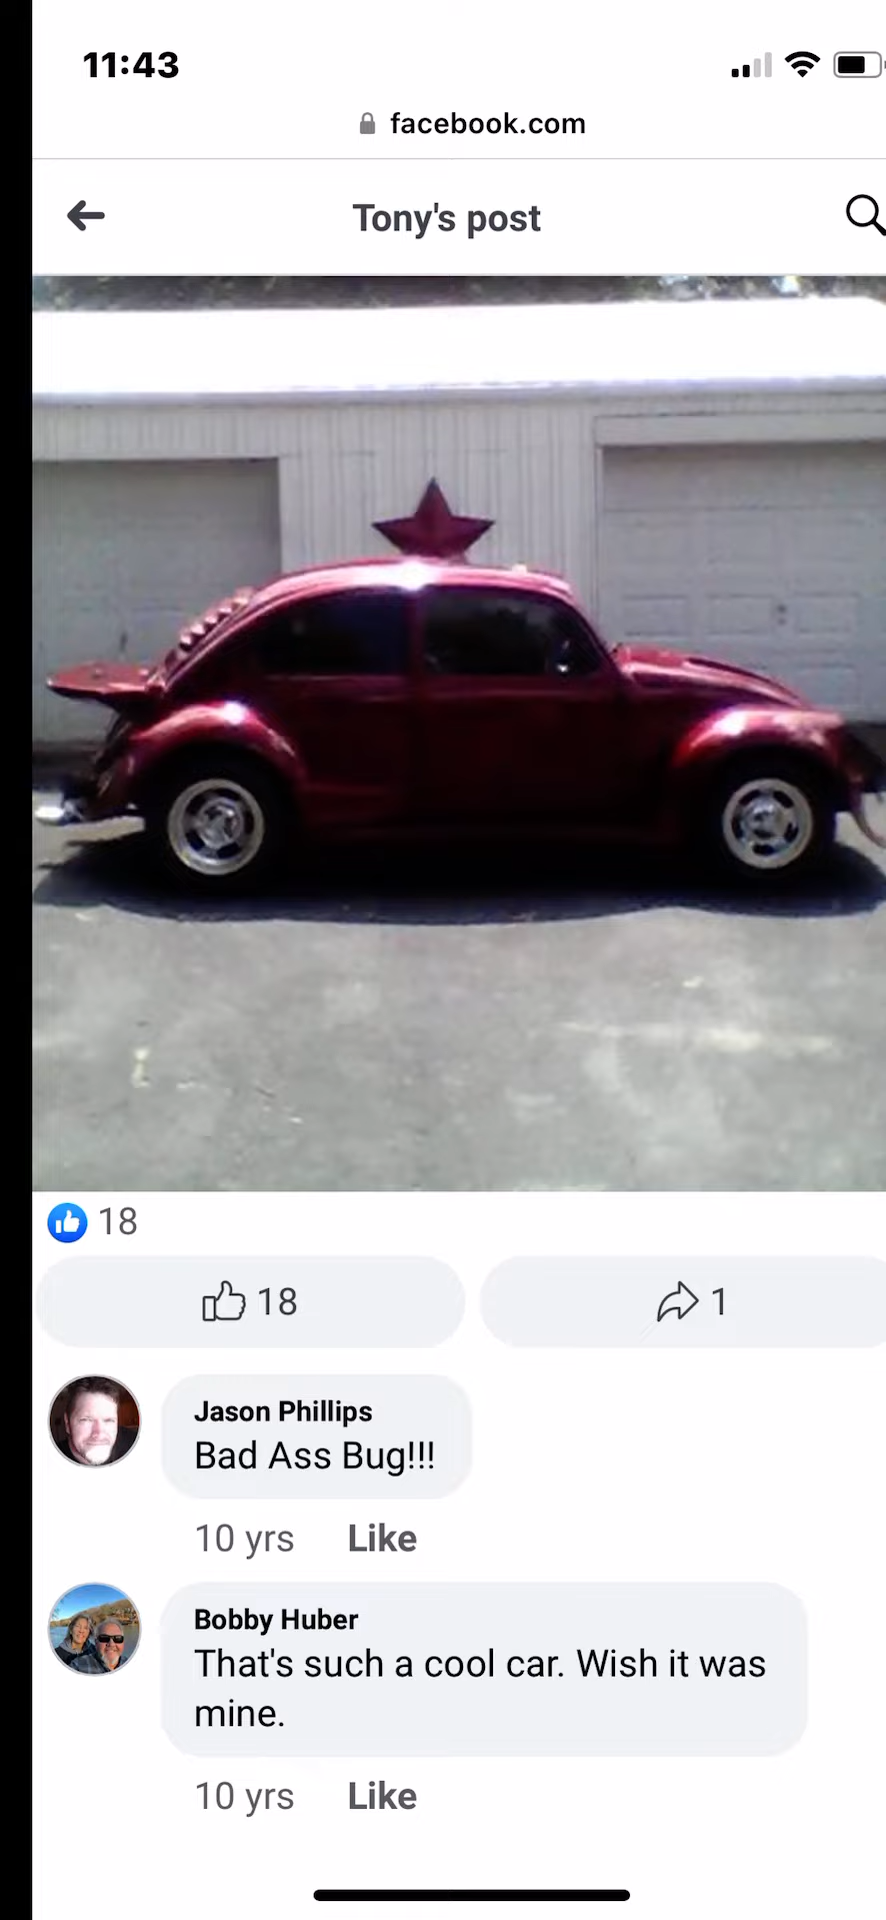 11:43
facebook.com
Tony's post
18
18
1
Jason Phillips
Bad Ass Bug!!!
10 yrs Like
Bobby Huber
That's such a cool car. Wish it was
mine.
10 yrs Like